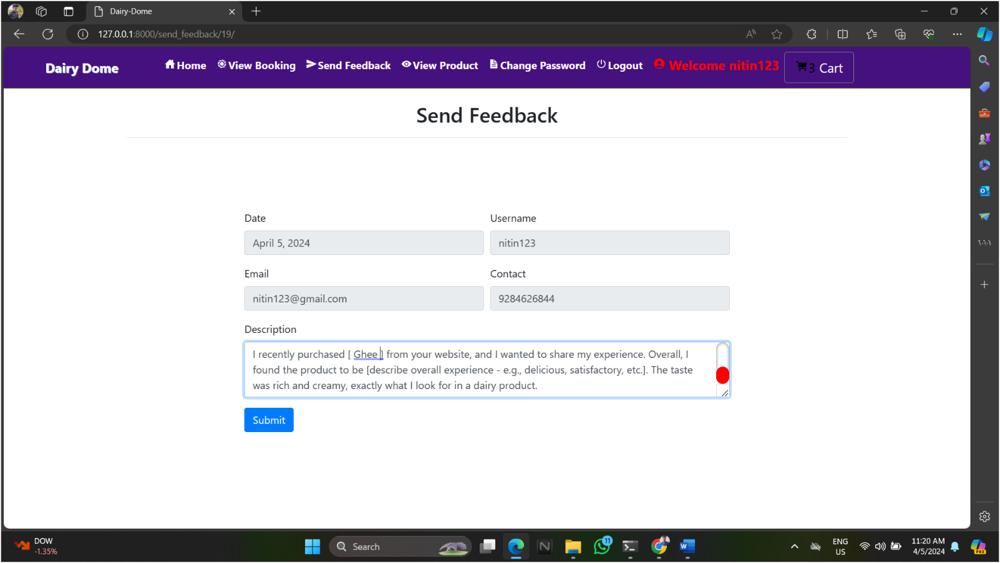 Dairy-Dome
127.0.0.1:8000/send_feedback/19/
Dairy Dome
Home
View Booking
Send Feedback
View Product
Change Password
Logout
Welcome nitin123
3 Cart
Send Feedback
Date
Username
April 5, 2024
nitin123
Email
Contact
nitin123@gmail.com
9284626844
Description
I recently purchased [ Ghee ] from your website, and I wanted to share my experience. Overall, I
found the product to be [describe overall experience - e.g., delicious, satisfactory, etc.]. The taste
was rich and creamy, exactly what I look for in a dairy product.
Submit
DOW
-1.35%
Search
11
ENG
US
11:20 AM
4/5/2024
PRE